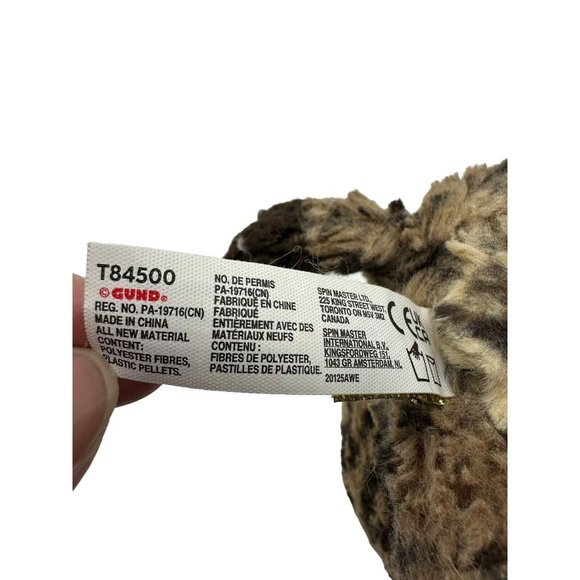 T84500
© GUND®
REG. NO. PA-19716(CN)
MADE IN CHINA
ALL NEW MATERIAL
CONTENT:
POLYESTER FIBRES,
PLASTIC PELLETS.
NO. DE PERMIS
PA-19716(CN)
FABRIQUÉ EN CHINE
FABRIQUÉ
ENTIÈREMENT AVEC DES
MATÉRIAUX NEUFS
CONTENU :
FIBRES DE POLYESTER,
PASTILLES DE PLASTIQUE.
SPIN MASTER LTD.,
225 KING STREET WEST,
TORONTO ON M5V 3M2
CANADA
SPIN MASTER
INTERNATIONAL B.V.,
KINGSFORDWEG 151,
1043 GR AMSTERDAM, NL
20125AWE
CE